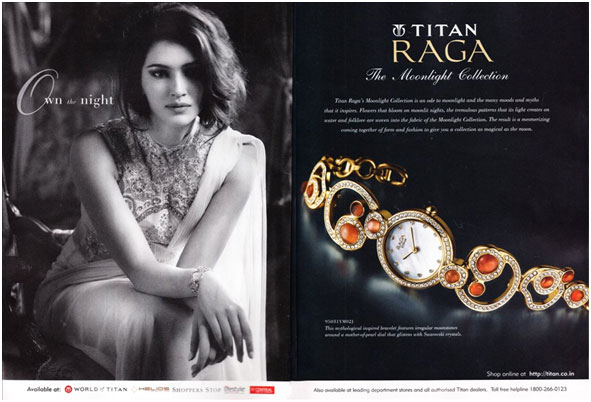 Own the night
TITAN
RAGA
The Moonlight Collection
Titan Raga's Moonlight Collection is an ode to moonlight and the many moods and myths
that it inspires. Flowers that bloom on moonlit nights, the tremulous patterns that its light creates on
water and folklore are woven into the fabric of the Moonlight Collection. The result is a mesmerizing
coming together of form and fashion to give you a collection as magical as the moon.
RAGA
This mythological inspired bracelet features irregular moonstones
around a mother-of-pearl dial that glistens with Swarovski crystals.
Shop online at http://titan.co.in
Available at: WORLD OF TITAN HELIOS SHOPPERS STOP lifestyle CENTRAL Also available at leading department stores and all authorised Titan dealers. Toll free helpline 1800-266-0123